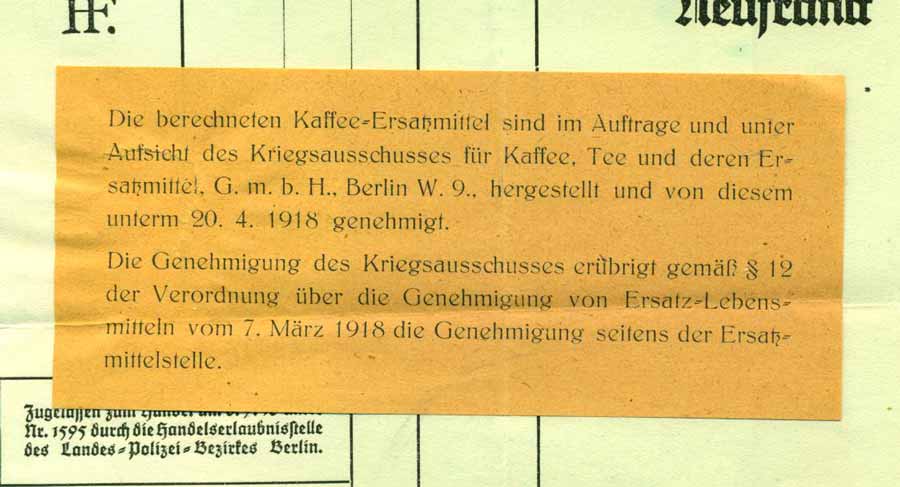 HF.
Die berechneten Kaffee-Ersatzmittel sind im Auftrage und unter
Aufsicht des Kriegsausschusses für Kaffee, Tee und deren Er-
satzmittel, G. m. b. H., Berlin W. 9., hergestellt und von diesem
unterm 20. 4. 1918 genehmigt.
Die Genehmigung des Kriegsausschusses erübrigt gemäß § 12
der Verordnung über die Genehmigung von Ersatz-Lebens-
mitteln vom 7. März 1918 die Genehmigung seitens der Ersatz-
mittelstelle.
Zugelassen zum Handel
Nr. 1595 durch die Handelserlaubnisstelle
des Landes-Polizei-Bezirkes Berlin.